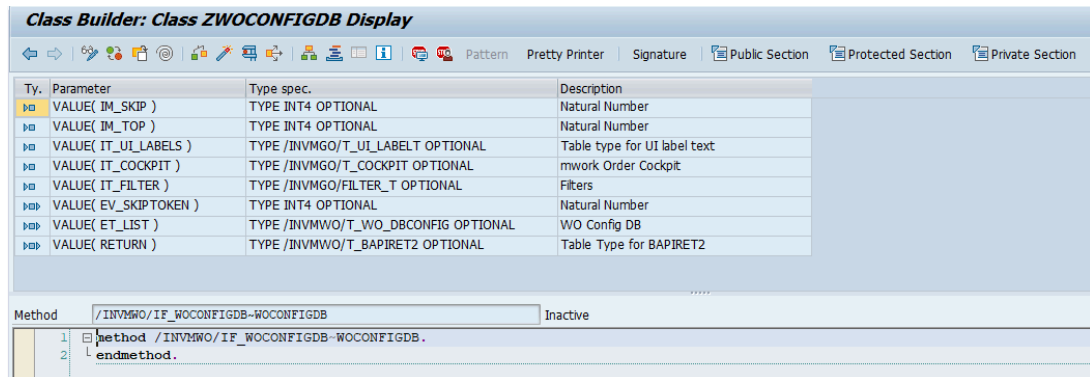 Class Builder: Class ZWOCONFIGDB Display
Pattern Pretty Printer Signature Public Section Protected Section Private Section
Ty. Parameter Type spec. Description
VALUE( IM_SKIP ) TYPE INT4 OPTIONAL Natural Number
VALUE( IM_TOP ) TYPE INT4 OPTIONAL Natural Number
VALUE( IT_UI_LABELS ) TYPE /INVMGO/T_UI_LABELT OPTIONAL Table type for UI label text
VALUE( IT_COCKPIT ) TYPE /INVMGO/T_COCKPIT OPTIONAL mwork Order Cockpit
VALUE( IT_FILTER ) TYPE /INVMGO/FILTER_T OPTIONAL Filters
VALUE( EV_SKIPTOKEN ) TYPE INT4 OPTIONAL Natural Number
VALUE( ET_LIST ) TYPE /INVMWO/T_WO_DBCONFIG OPTIONAL WO Config DB
VALUE( RETURN ) TYPE /INVMWO/T_BAPIRET2 OPTIONAL Table Type for BAPIRET2
Method /INVMWO/IF_WOCONFIGDB~WOCONFIGDB Inactive
1 method /INVMWO/IF_WOCONFIGDB~WOCONFIGDB.
2 endmethod.